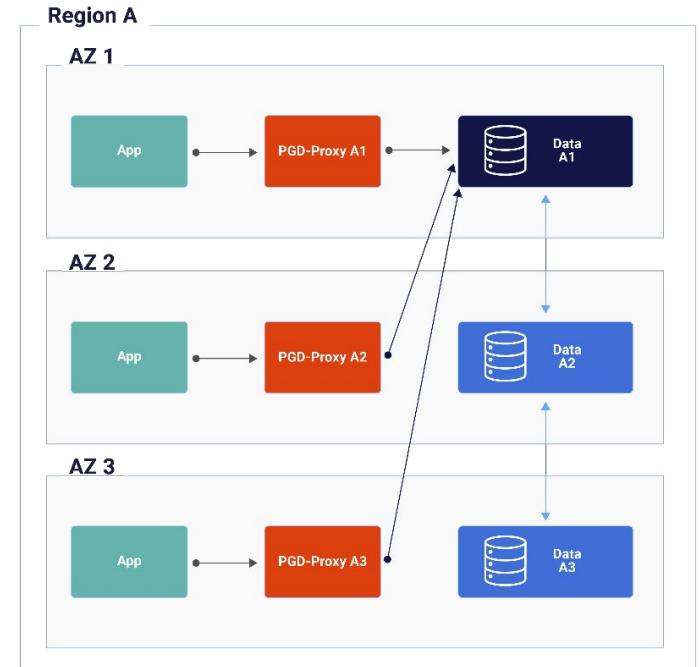 Region A
AZ 1
App
PGD-Proxy A1
Data
A1
AZ 2
App
PGD-Proxy A2
Data
A2
AZ 3
App
PGD-Proxy A3
Data
A3